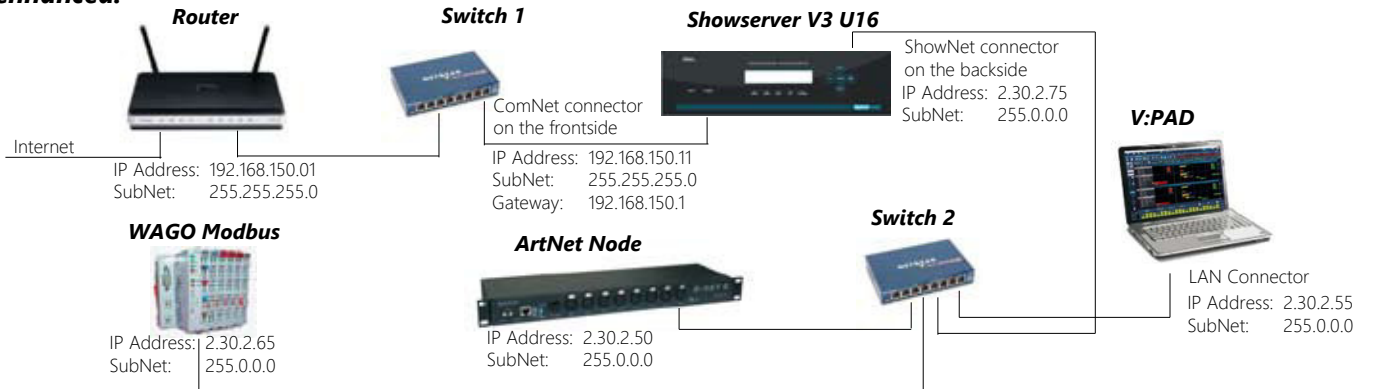 enhanced.
Router
Switch 1
Showserver V3 U16
ShowNet connector
on the backside
IP Address: 2.30.2.75
SubNet: 255.0.0.0
ComNet connector
on the frontside
V:PAD
Internet
IP Address: 192.168.150.01
SubNet: 255.255.255.0
IP Address: 192.168.150.11
SubNet: 255.255.255.0
Gateway: 192.168.150.1
WAGO Modbus
ArtNet Node
Switch 2
NETGEAR
NETGEAR
LAN Connector
IP Address: 2.30.2.55
SubNet: 255.0.0.0
IP Address: 2.30.2.65
SubNet: 255.0.0.0
IP Address: 2.30.2.50
SubNet: 255.0.0.0